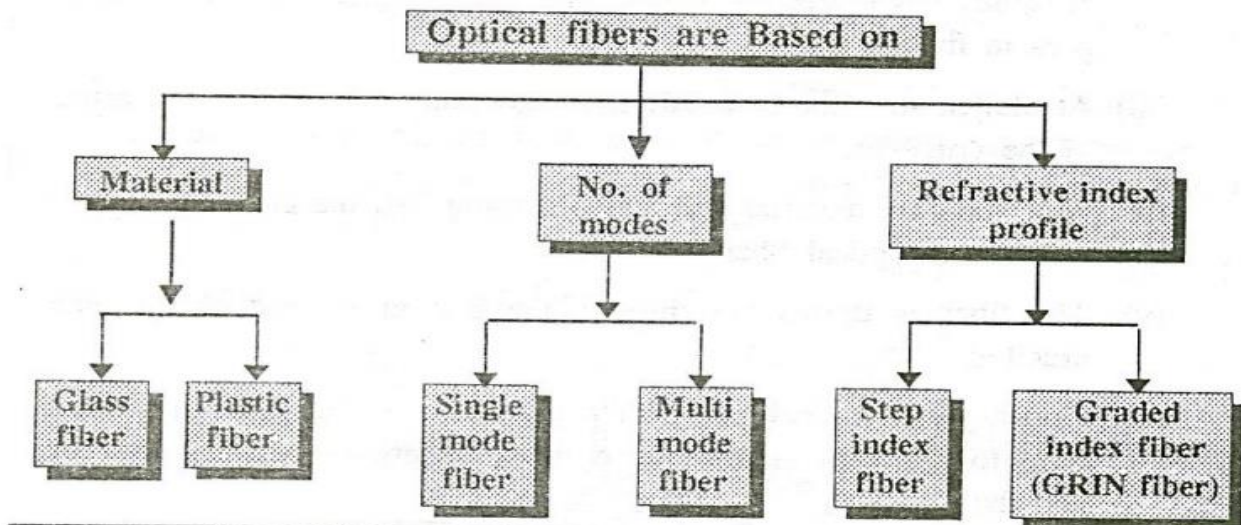 Optical fibers are Based on
Material
No. of
modes
Refractive index
profile
Glass
fiber
Plastic
fiber
Single
mode
fiber
Multi
mode
fiber
Step
index
fiber
Graded
index fiber
(GRIN fiber)